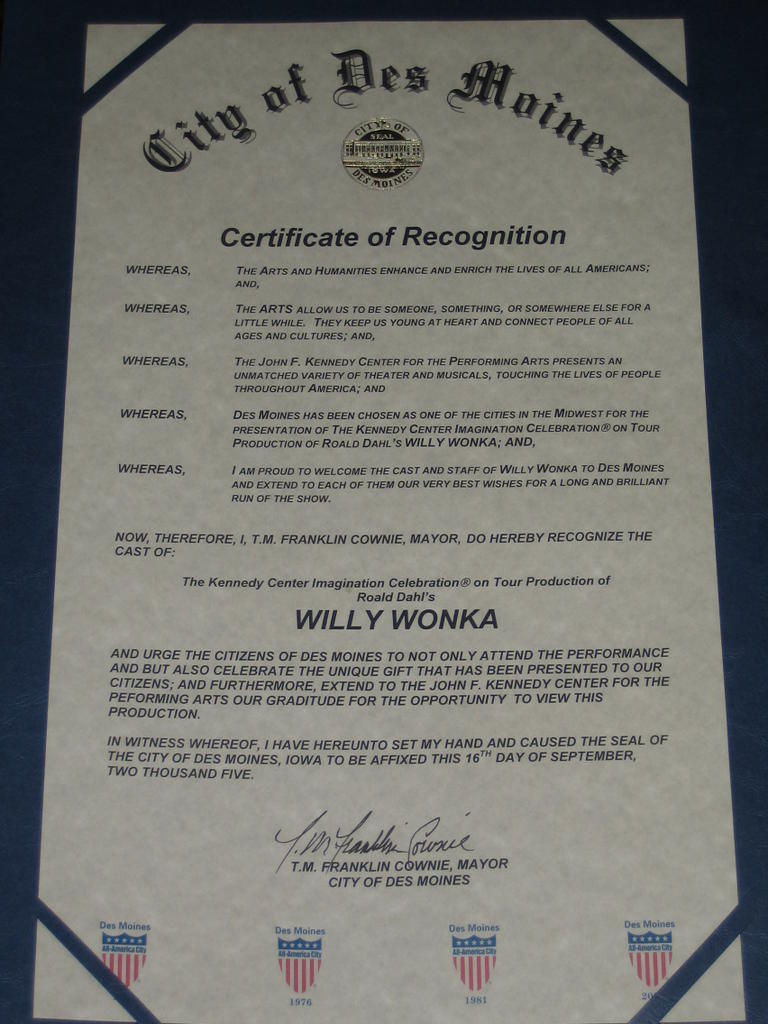 City of Des Moines
CITY OF
SEAL
IOWA
DES MOINES
Certificate of Recognition
WHEREAS, THE ARTS AND HUMANITIES ENHANCE AND ENRICH THE LIVES OF ALL AMERICANS;
AND,
WHEREAS, THE ARTS ALLOW US TO BE SOMEONE, SOMETHING, OR SOMEWHERE ELSE FOR A
LITTLE WHILE. THEY KEEP US YOUNG AT HEART AND CONNECT PEOPLE OF ALL
AGES AND CULTURES; AND,
WHEREAS, THE JOHN F. KENNEDY CENTER FOR THE PERFORMING ARTS PRESENTS AN
UNMATCHED VARIETY OF THEATER AND MUSICALS, TOUCHING THE LIVES OF PEOPLE
THROUGHOUT AMERICA; AND
WHEREAS, DES MOINES HAS BEEN CHOSEN AS ONE OF THE CITIES IN THE MIDWEST FOR THE
PRESENTATION OF THE KENNEDY CENTER IMAGINATION CELEBRATION® ON TOUR
PRODUCTION OF ROALD DAHL'S WILLY WONKA; AND,
WHEREAS, I AM PROUD TO WELCOME THE CAST AND STAFF OF WILLY WONKA TO DES MOINES
AND EXTEND TO EACH OF THEM OUR VERY BEST WISHES FOR A LONG AND BRILLIANT
RUN OF THE SHOW.
NOW, THEREFORE, I, T.M. FRANKLIN COWNIE, MAYOR, DO HEREBY RECOGNIZE THE
CAST OF:
The Kennedy Center Imagination Celebration® on Tour Production of
Roald Dahl's
WILLY WONKA
AND URGE THE CITIZENS OF DES MOINES TO NOT ONLY ATTEND THE PERFORMANCE
AND BUT ALSO CELEBRATE THE UNIQUE GIFT THAT HAS BEEN PRESENTED TO OUR
CITIZENS; AND FURTHERMORE, EXTEND TO THE JOHN F. KENNEDY CENTER FOR THE
PEFORMING ARTS OUR GRADITUDE FOR THE OPPORTUNITY TO VIEW THIS
PRODUCTION.
IN WITNESS WHEREOF, I HAVE HEREUNTO SET MY HAND AND CAUSED THE SEAL OF
THE CITY OF DES MOINES, IOWA TO BE AFFIXED THIS 16TH DAY OF SEPTEMBER,
TWO THOUSAND FIVE.
T.M. Franklin Cownie
T.M. FRANKLIN COWNIE, MAYOR
CITY OF DES MOINES
Des Moines Des Moines Des Moines Des Moines
All-America City All-America City All-America City All-America City
1976 1981